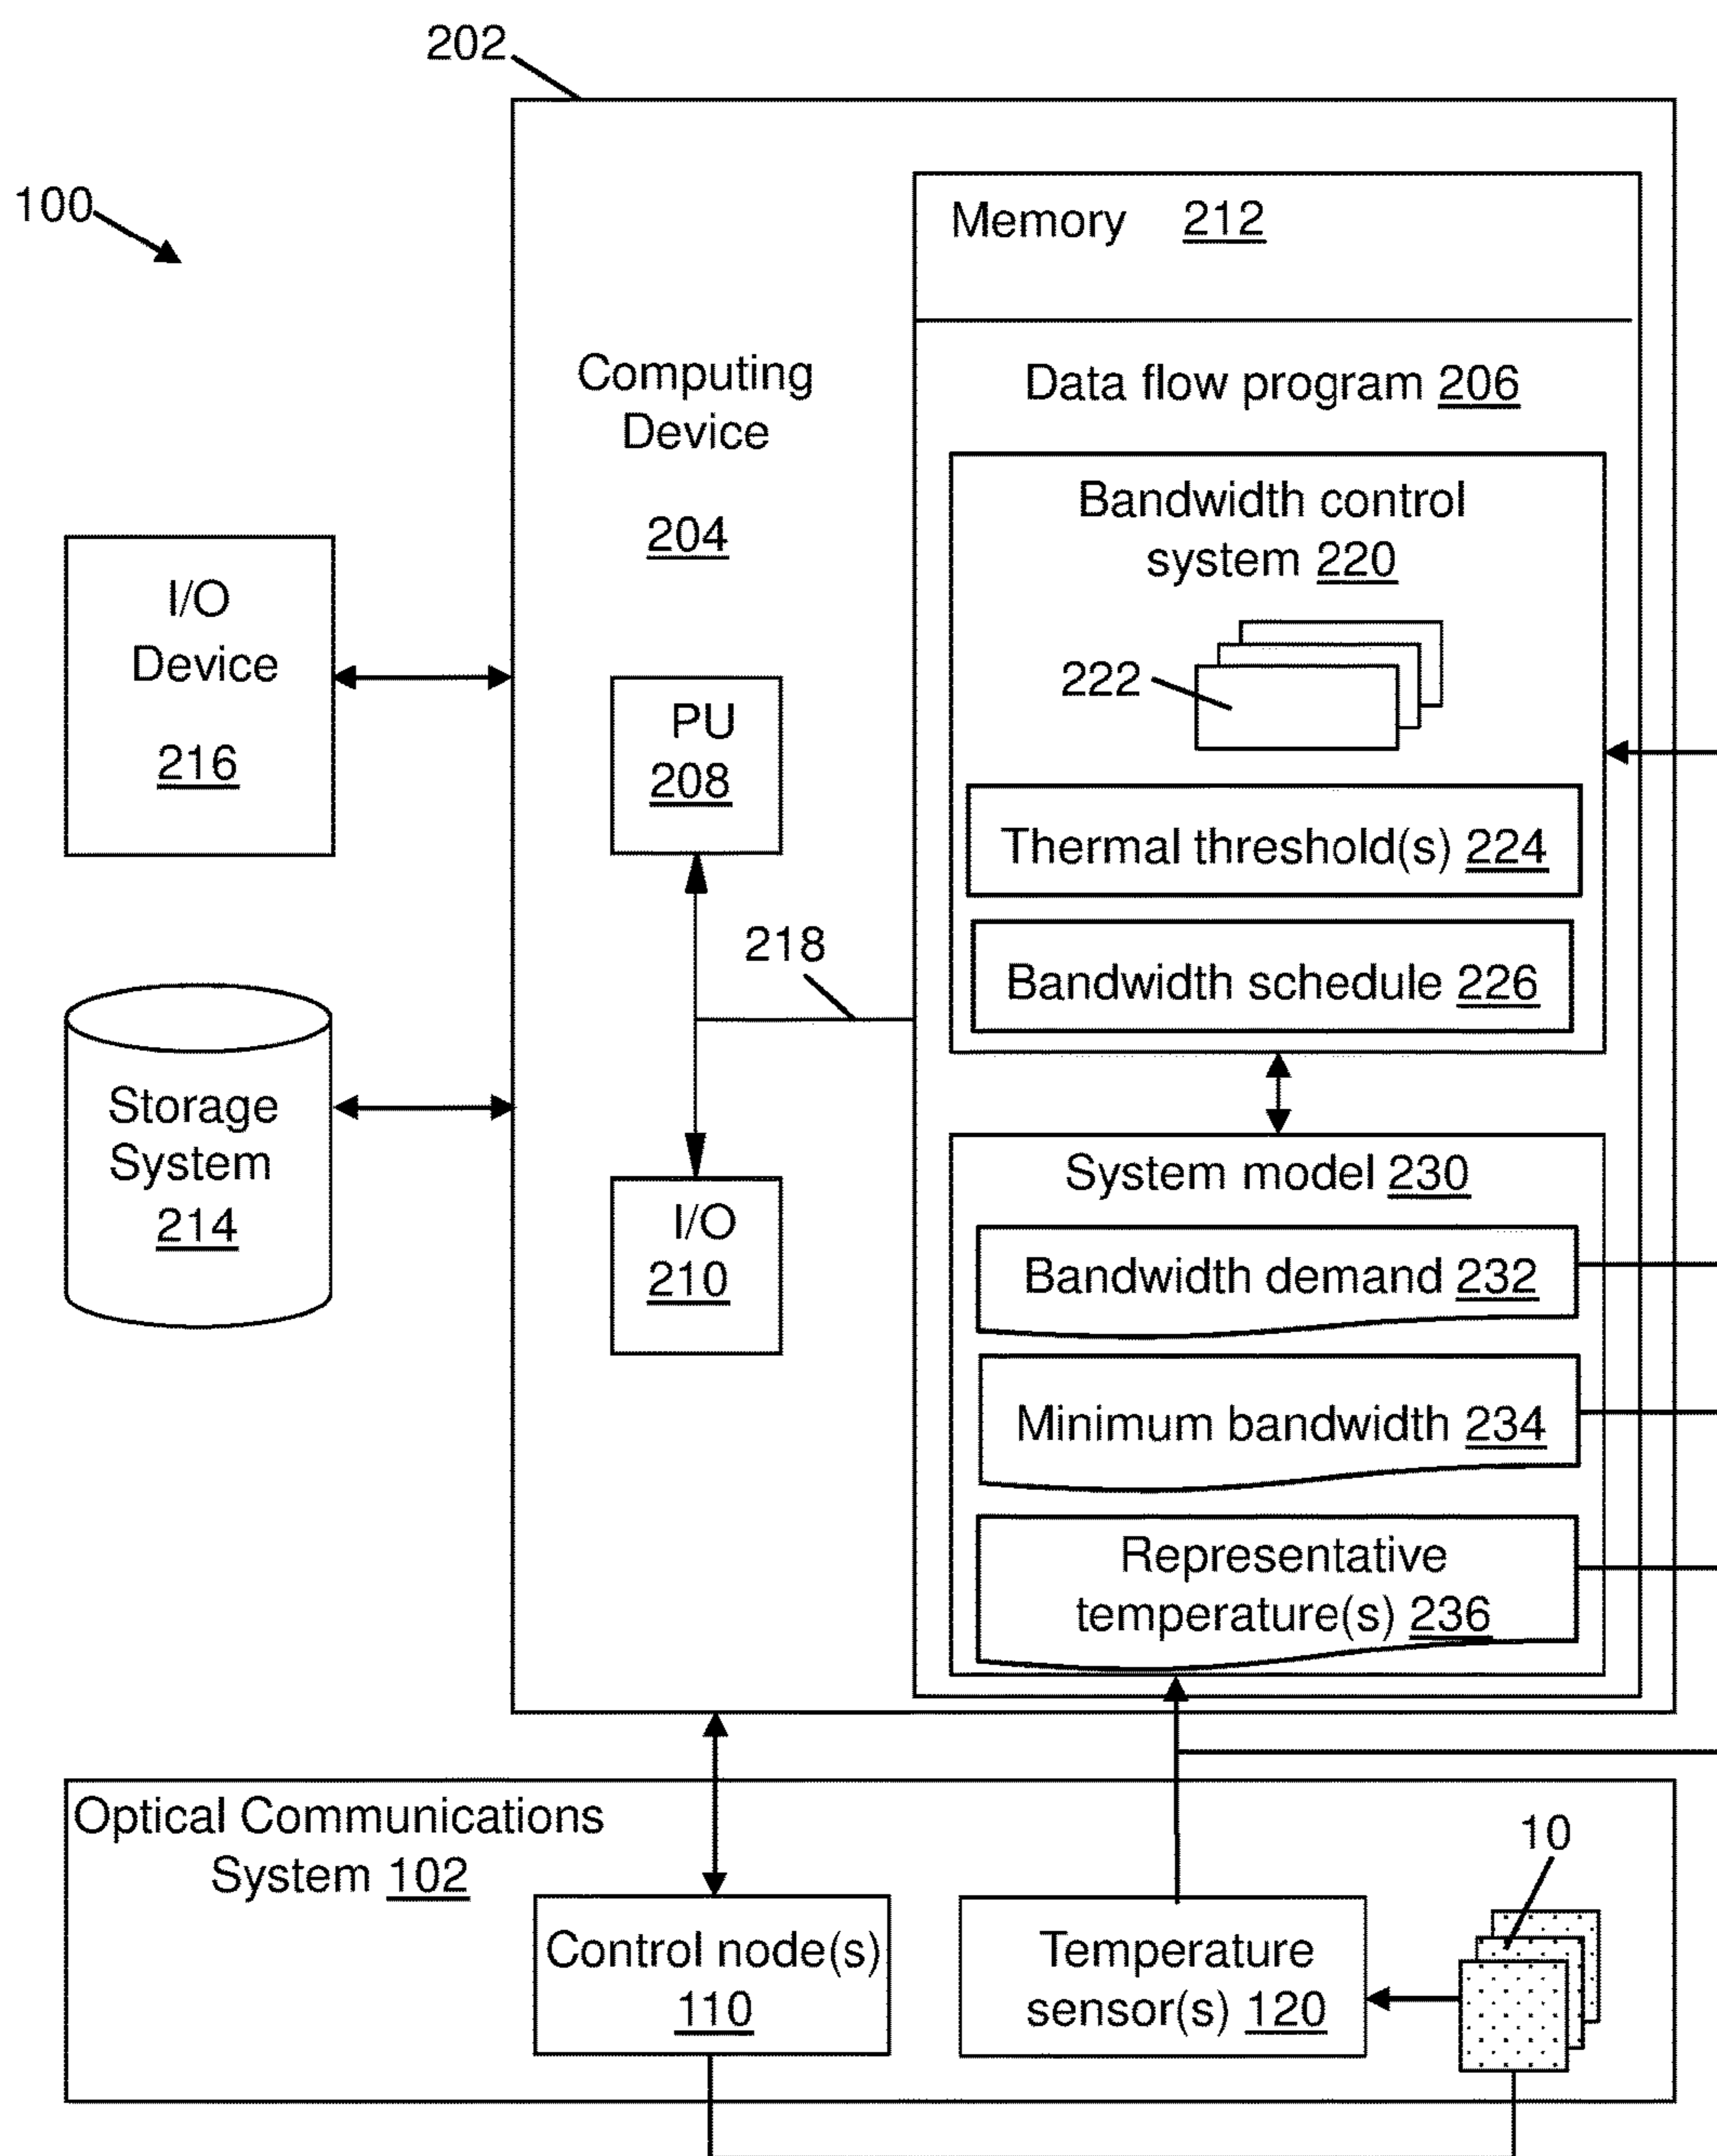 202
100
Memory 212
Data flow program 206
Computing
Device
204
Bandwidth control
system 220
222
I/O
Device
216
PU
208
Thermal threshold(s) 224
218
Bandwidth schedule 226
Storage
System
214
System model 230
I/O
210
Bandwidth demand 232
Minimum bandwidth 234
Representative
temperature(s) 236
Optical Communications
System 102
10
Control node(s)
110
Temperature
sensor(s) 120